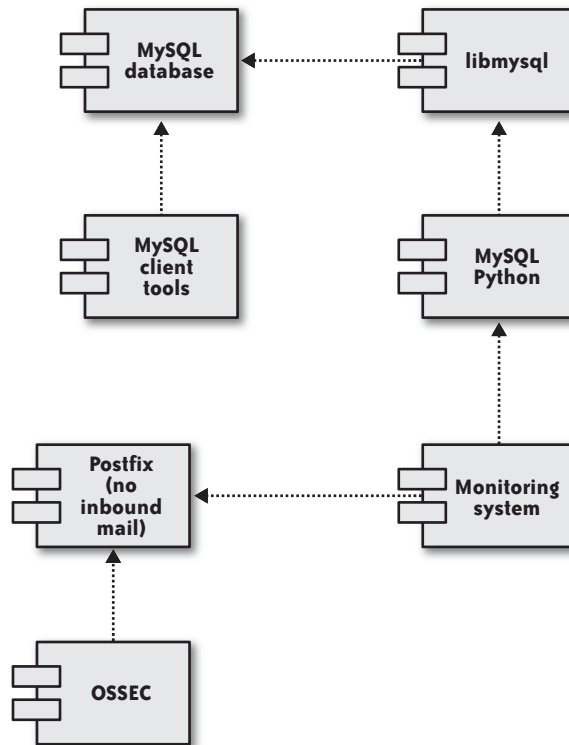 MySQL
database
libmysql
MySQL
client
tools
MySQL
Python
Postfix
(no
inbound
mail)
Monitoring
system
OSSEC